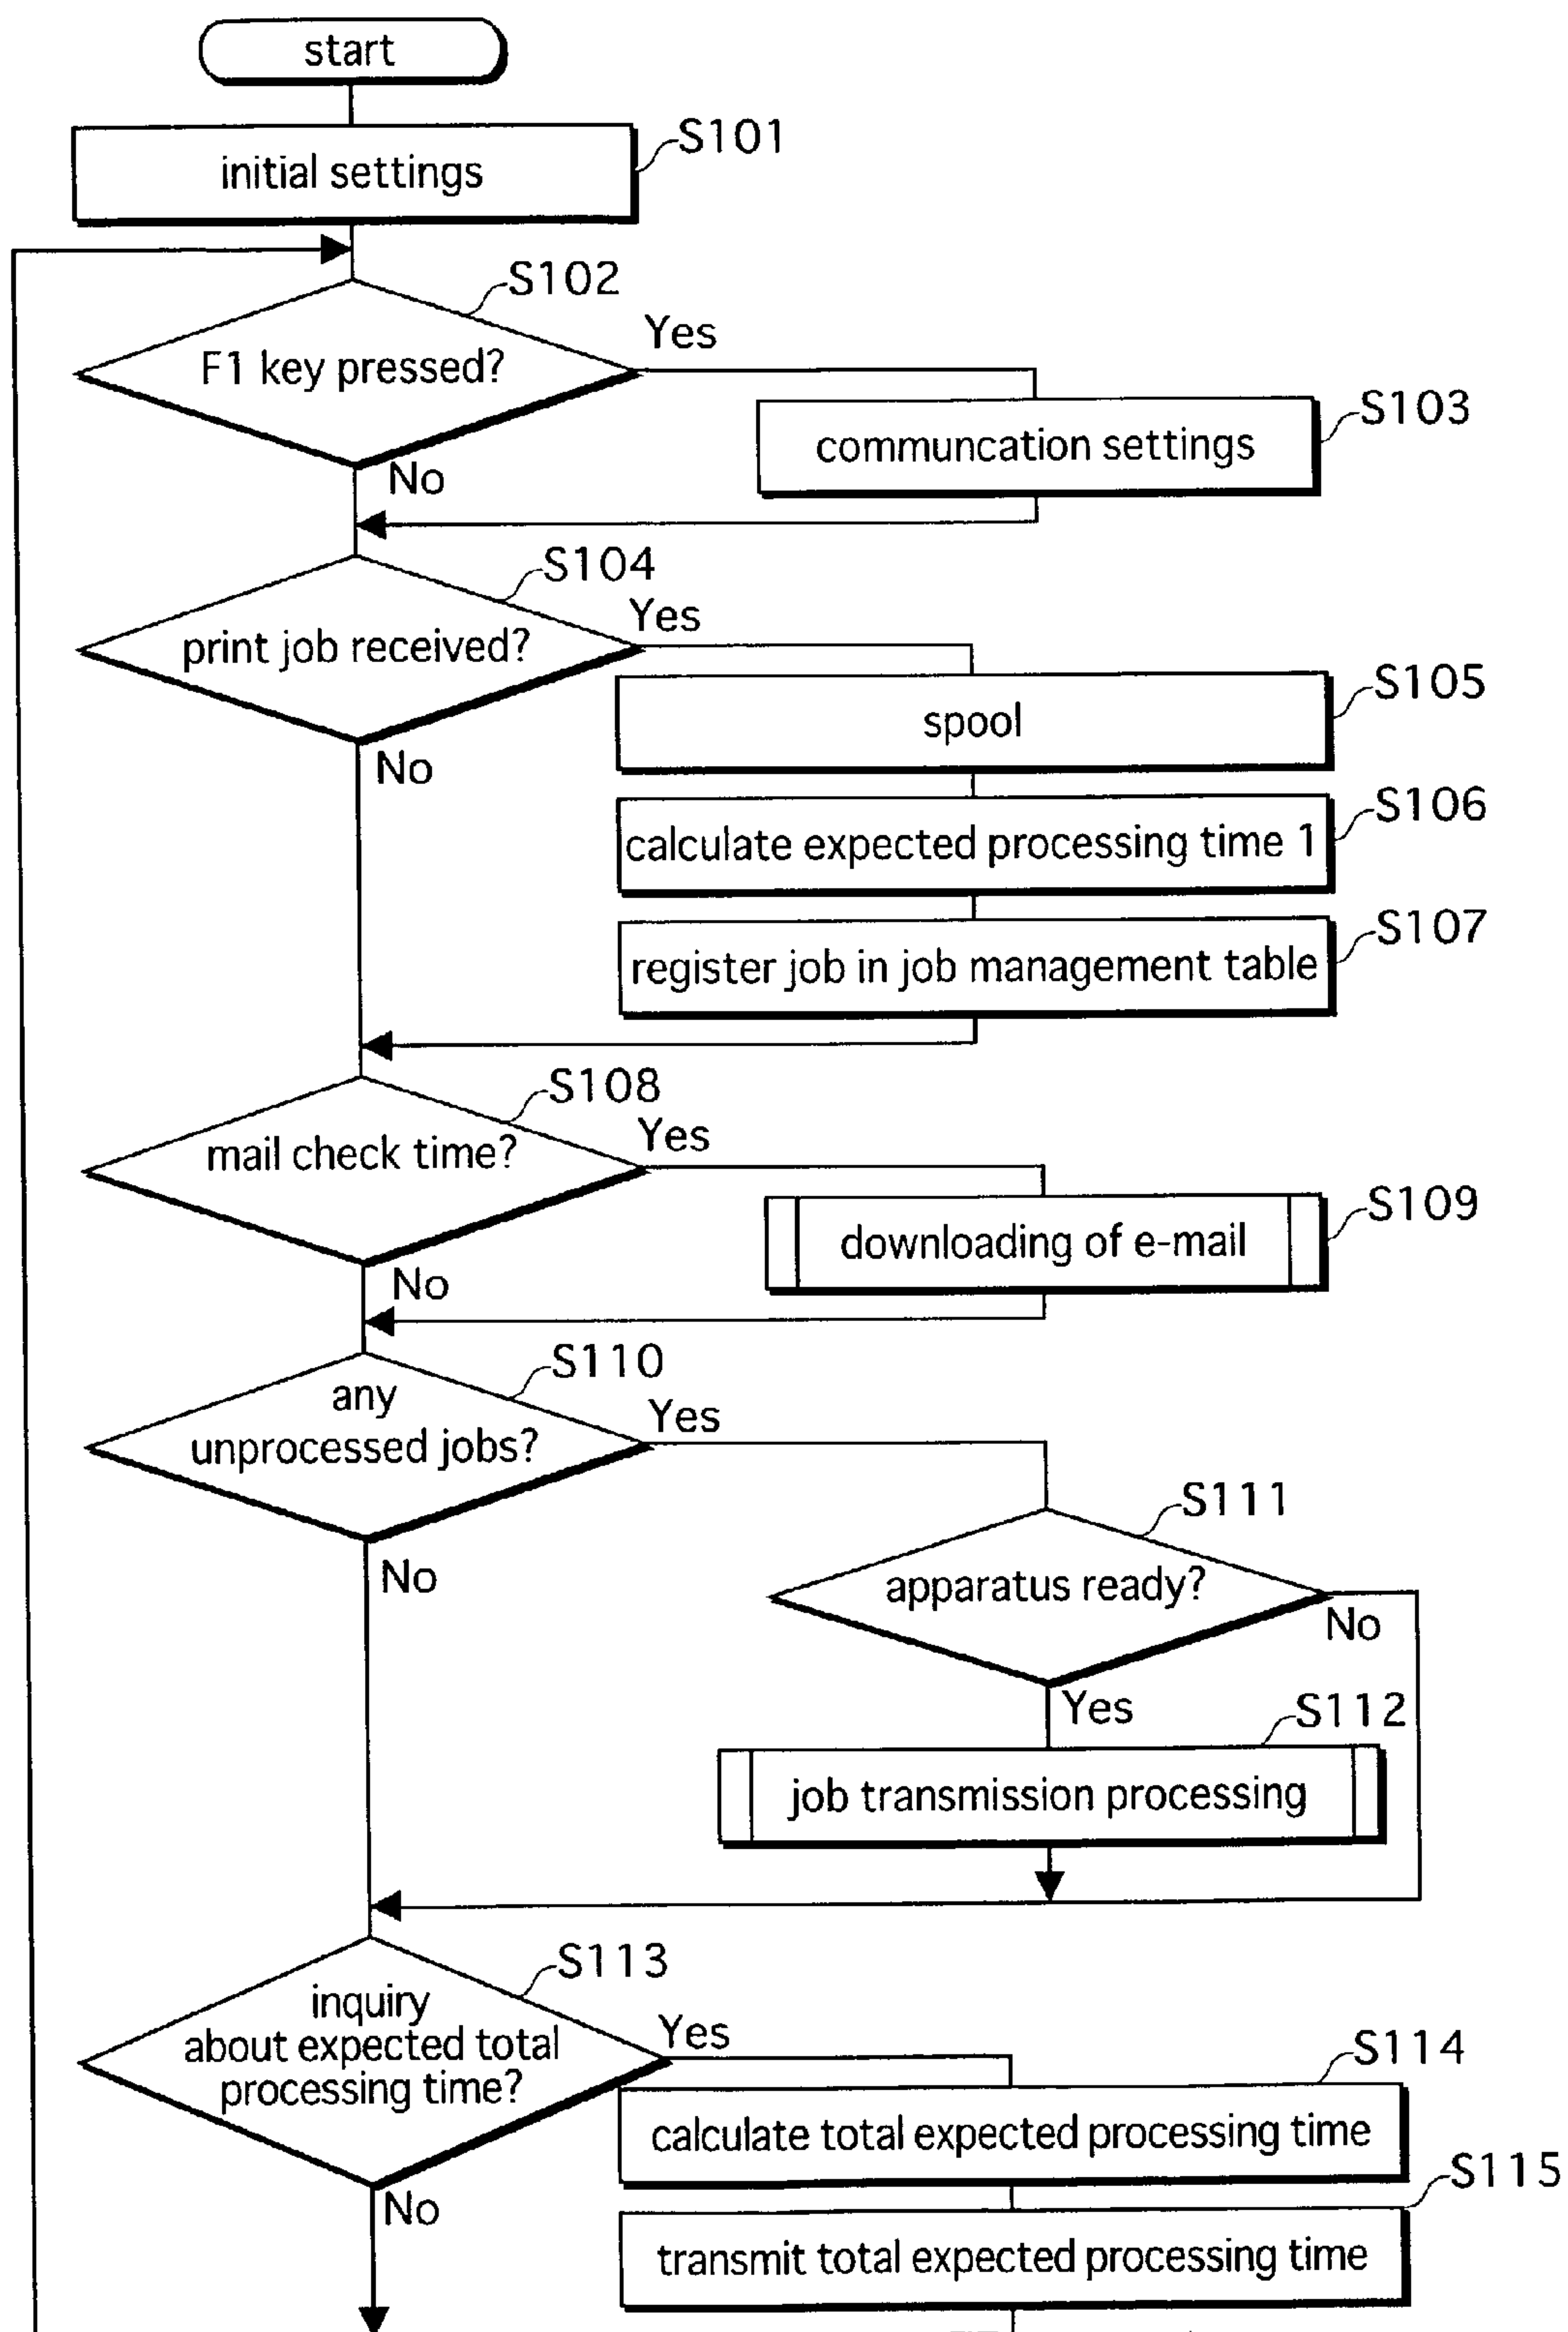 start
S101
initial settings
S102
F1 key pressed?
Yes
S103
communcation settings
No
S104
print job received?
Yes
S105
spool
No
S106
calculate expected processing time 1
S107
register job in job management table
S108
mail check time?
Yes
S109
downloading of e-mail
No
S110
any
unprocessed jobs?
Yes
S111
apparatus ready?
No
No
Yes
S112
job transmission processing
S113
inquiry
about expected total
processing time?
Yes
S114
calculate total expected processing time
S115
No
transmit total expected processing time